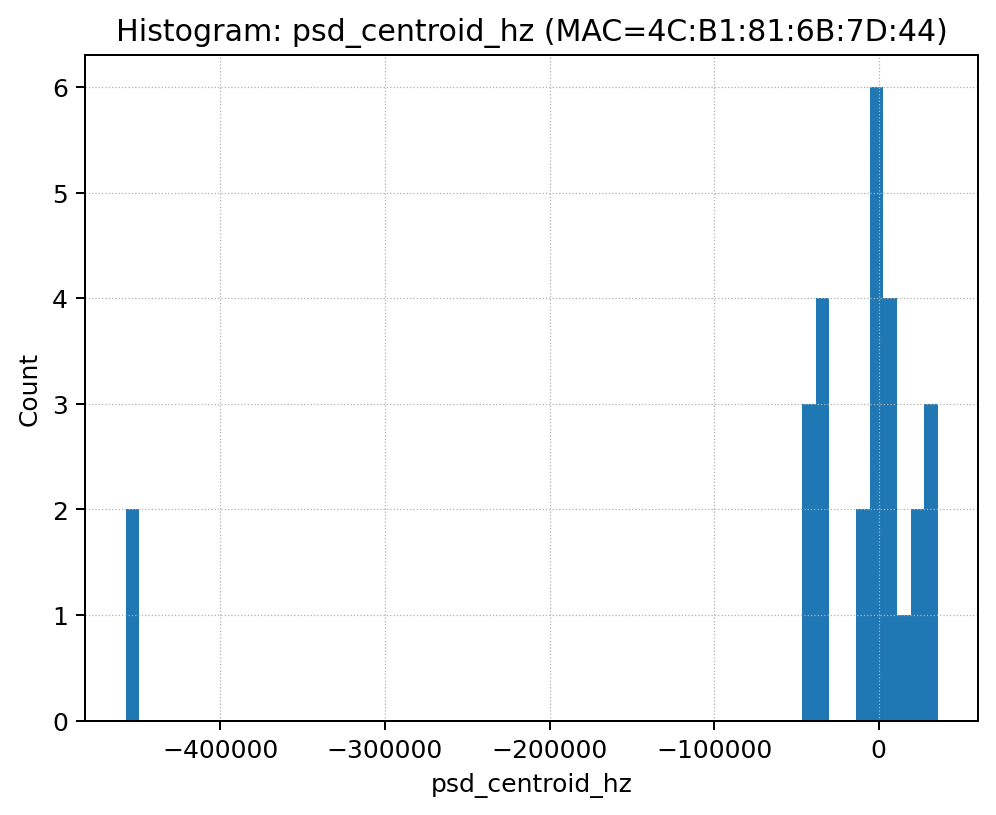 Histogram: psd_centroid_hz (MAC=4C:B1:81:6B:7D:44)
6
5
4
3
2
1
0
Count
−400000 −300000 −200000 −100000 0
psd_centroid_hz